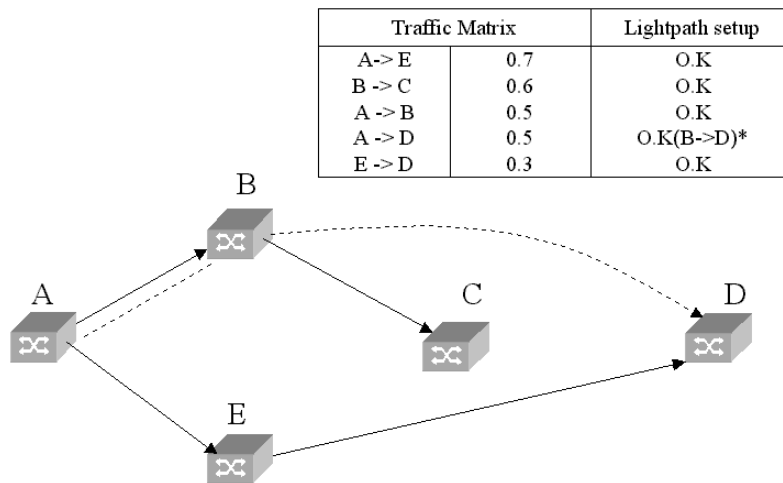 Traffic Matrix Lightpath setup
A-> E 0.7 O.K
B -> C 0.6 O.K
A -> B 0.5 O.K
A -> D 0.5 O.K(B->D)*
E -> D 0.3 O.K
B
A
C
D
E